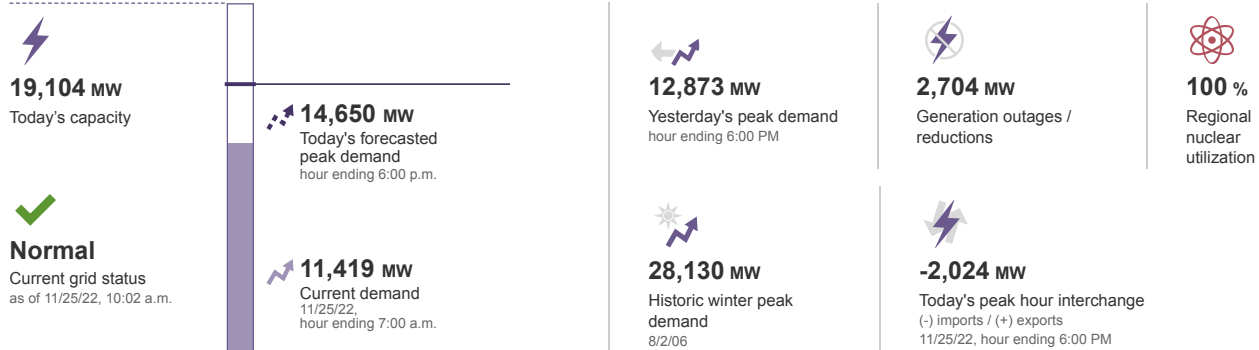 19,104 MW
Today's capacity
Normal
Current grid status
as of 11/25/22, 10:02 a.m.
14,650 MW
Today's forecasted
peak demand
hour ending 6:00 p.m.
11,419 MW
Current demand
11/25/22,
hour ending 7:00 a.m.
12,873 MW
Yesterday's peak demand
hour ending 6:00 PM
2,704 MW
Generation outages /
reductions
100 %
Regional
nuclear
utilization
28,130 MW
Historic winter peak
demand
8/2/06
-2,024 MW
Today's peak hour interchange
(-) imports / (+) exports
11/25/22, hour ending 6:00 PM